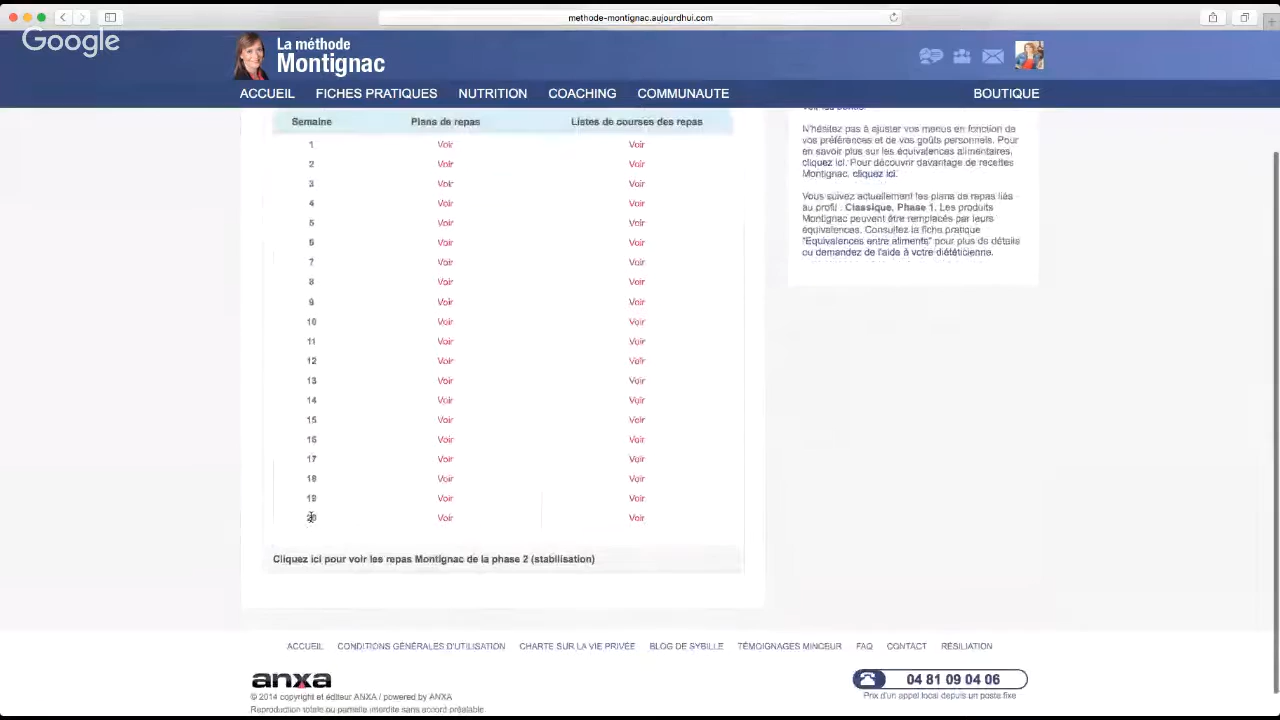 methode-montignac.aujourdhui.com
Google
La méthode
Montignac
ACCUEIL FICHES PRATIQUES NUTRITION COACHING COMMUNAUTE BOUTIQUE
Semaine Plans de repas Listes de courses des repas
1 Voir Voir
2 Voir Voir
3 Voir Voir
4 Voir Voir
5 Voir Voir
6 Voir Voir
7 Voir Voir
8 Voir Voir
9 Voir Voir
10 Voir Voir
11 Voir Voir
12 Voir Voir
13 Voir Voir
14 Voir Voir
15 Voir Voir
16 Voir Voir
17 Voir Voir
18 Voir Voir
19 Voir Voir
20 Voir Voir
Cliquez ici pour voir les repas Montignac de la phase 2 (stabilisation)
N'hésitez pas à ajuster vos menus en fonction de
vos préférences et de vos goûts personnels. Pour
en savoir plus sur les équivalences alimentaires,
cliquez ici. Pour découvrir davantage de recettes
Montignac, cliquez ici.
Vous suivez actuellement les plans de repas liés
au profil : Classique, Phase 1. Les produits
Montignac peuvent être remplacés par leurs
équivalences. Consultez la fiche pratique
"Equivalences entre aliments" pour plus de détails
ou demandez de l'aide à votre diététicienne.
ACCUEIL CONDITIONS GÉNÉRALES D'UTILISATION CHARTE SUR LA VIE PRIVÉE BLOG DE SYBILLE TÉMOIGNAGES MINCEUR FAQ CONTACT RÉSILIATION
anxa
© 2014 copyright et éditeur ANXA / powered by ANXA
Reproduction totale ou partielle interdite sans accord préalable.
04 81 09 04 06
Prix d'un appel local depuis un poste fixe